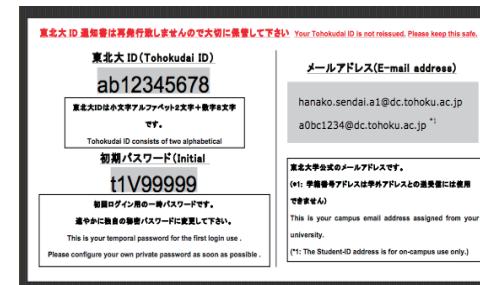 東北大 ID 通知書は再発行致しませんので大切に保管して下さい Your Tohokudai ID is not reissued. Please keep this safe.
東北大 ID(Tohokudai ID)
ab12345678
東北大IDは小文字アルファベット2文字＋数字8文字
です。
Tohokudai ID consists of two alphabetical
初期パスワード(Initial
t1V99999
初回ログイン用の一時パスワードです。
速やかに独自の秘密パスワードに変更して下さい。
This is your temporal password for the first login use .
Please configure your own private password as soon as possible .
メールアドレス(E-mail address)
hanako.sendai.a1@dc.tohoku.ac.jp
a0bc1234@dc.tohoku.ac.jp *1
東北大学公式のメールアドレスです。
(*1: 学籍番号アドレスは学外アドレスとの送受信には使用
できません)
This is your campus email address assigned from your
university.
(*1: The Student-ID address is for on-campus use only.)